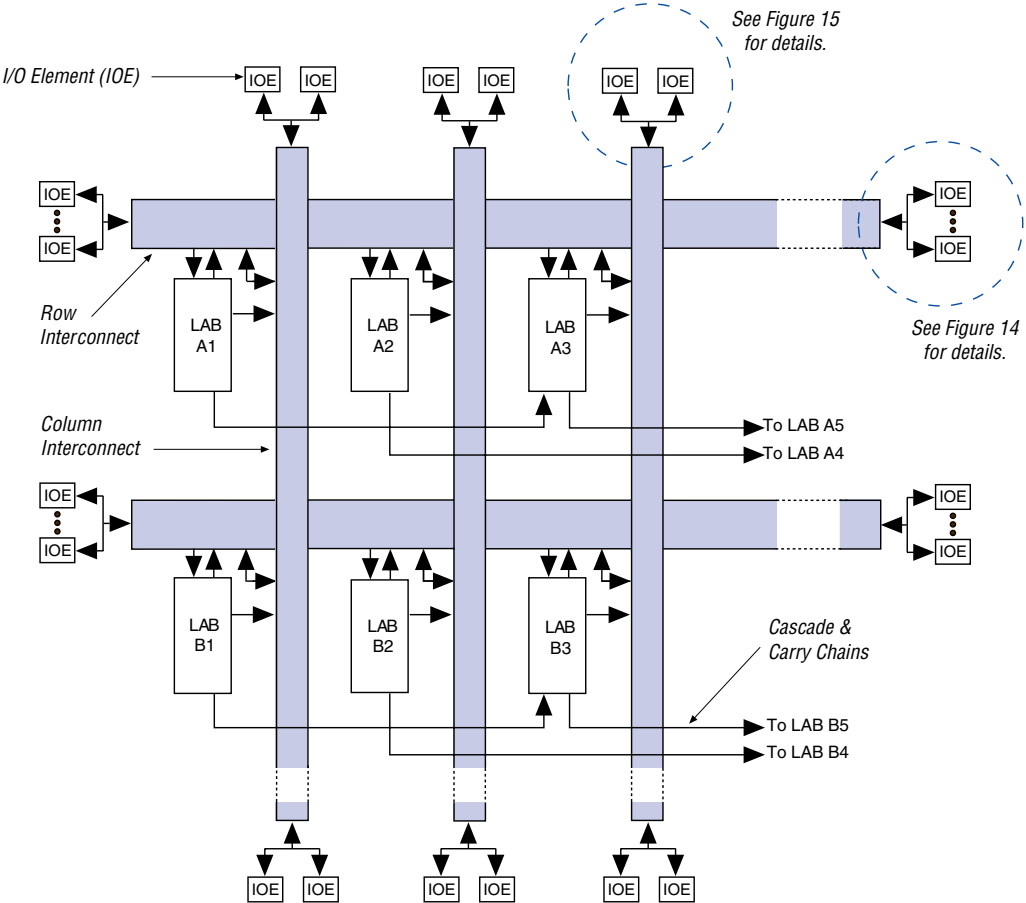 See Figure 15
for details.
I/O Element (IOE)
IOE IOE IOE IOE IOE IOE
IOE IOE
IOE IOE
Row
Interconnect
LAB
A1
LAB
A2
LAB
A3
See Figure 14
for details.
Column
Interconnect
To LAB A5
To LAB A4
IOE IOE
IOE IOE
LAB
B1
LAB
B2
LAB
B3
Cascade &
Carry Chains
To LAB B5
To LAB B4
IOE IOE IOE IOE IOE IOE